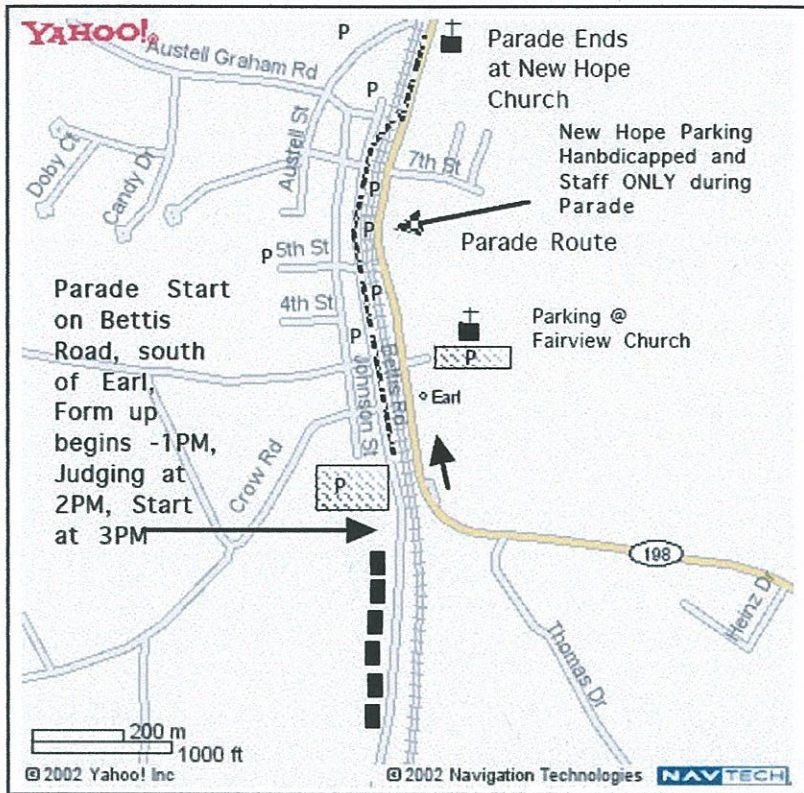 YAHOO!
Austell Graham Rd
P
Parade Ends
at New Hope
Church
P
Doby Ct
Candy Dr
Austell St
7th St
New Hope Parking
Hanbdicapped and
Staff ONLY during
Parade
P
P
Parade Route
P 5th St
4th St
P
P
Parade Start
on Bettis
Road, south
of Earl,
Form up
begins -1PM,
Judging at
2PM, Start
at 3PM
Parking @
Fairview Church
P
Johnson St
Bettis Rd
Earl
Crow Rd
P
198
Heinz Dr
Thomas Dr
200 m
1000 ft
© 2002 Yahoo! Inc
© 2002 Navigation Technologies
NAVTECH